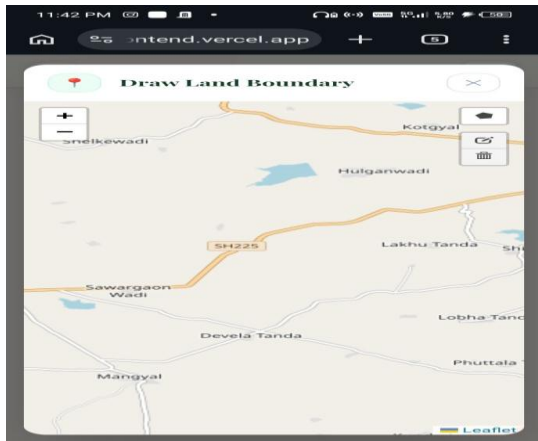 11:42 PM
ntend.vercel.app
5
Draw Land Boundary
+
−
Kotgyal
Shelkewadi
Hulganwadi
SH225
Lakhu Tanda
Sh
Sawargaon
Wadi
Lobha Tand
Devela Tanda
Phuttala
Mangyal
Leaflet